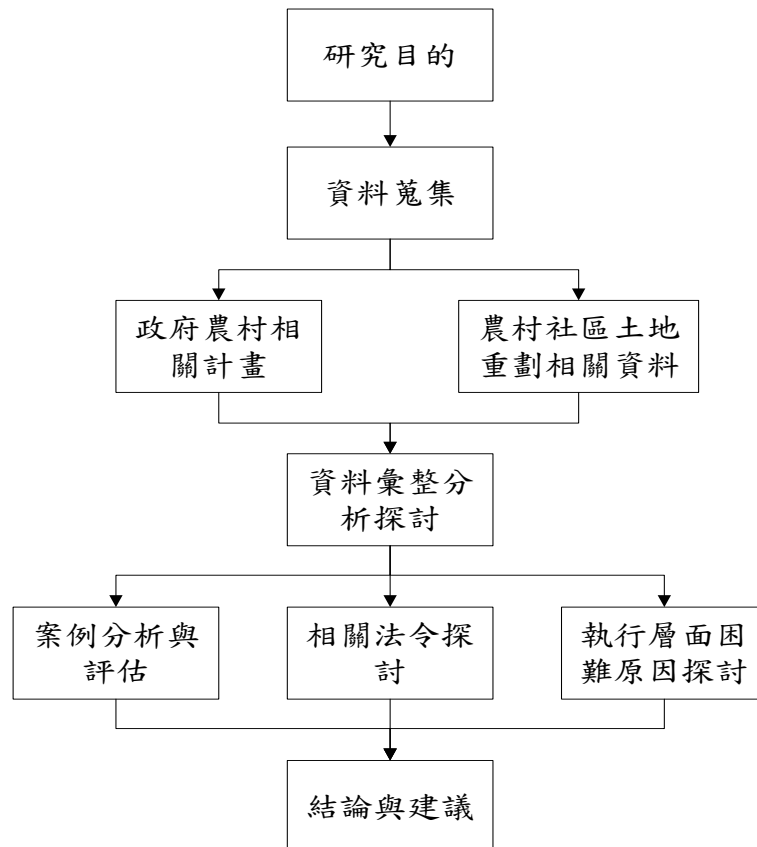 研究目的
資料蒐集
政府農村相
關計畫
農村社區土地
重劃相關資料
資料彙整分
析探討
案例分析與
評估
相關法令探
討
執行層面困
難原因探討
結論與建議